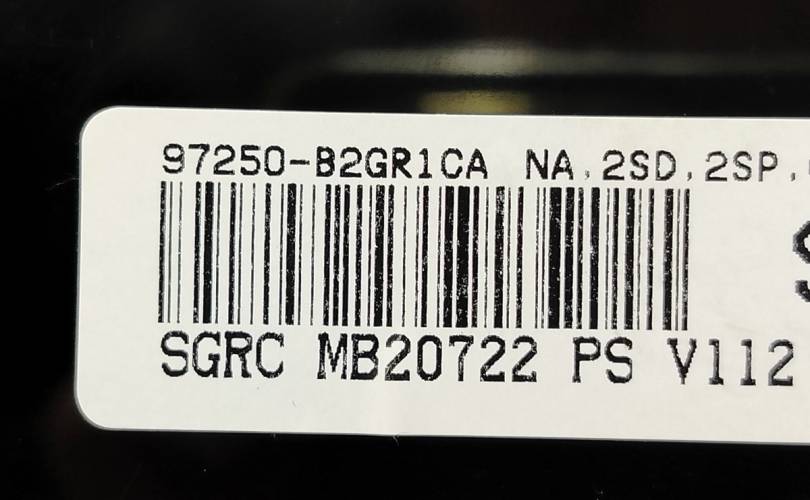 97250-B2GR1CA NA,2SD,2SP,
SGRC MB20722 PS V112